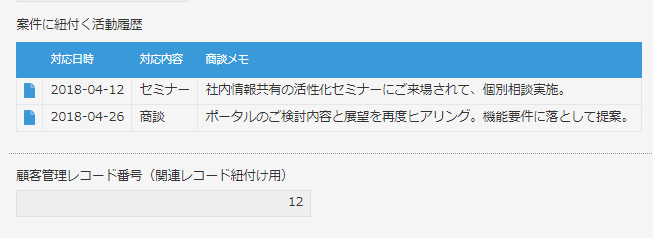 案件に紐付く活動履歴
対応日時 対応内容 商談メモ
2018-04-12 セミナー 社内情報共有の活性化セミナーにご来場されて、個別相談実施。
2018-04-26 商談 ポータルのご検討内容と展望を再度ヒアリング。機能要件に落として提案。
顧客管理レコード番号（関連レコード紐付け用）
12